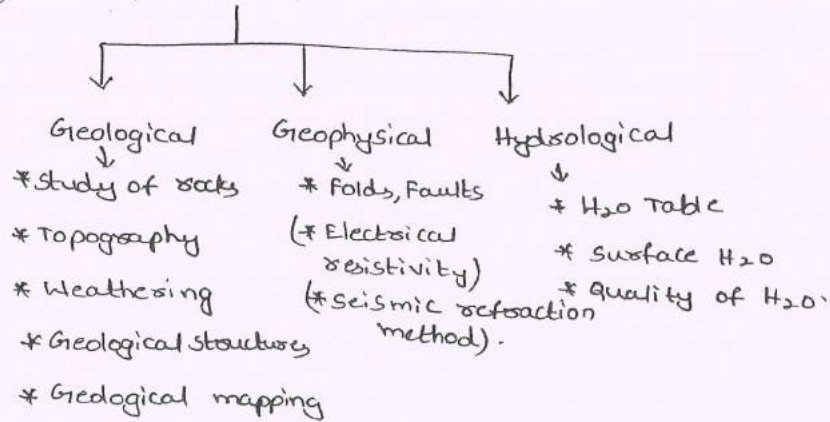 Geological
* Study of rocks
* Topography
* Weathering
* Geological structures
* Geological mapping
Geophysical
* Folds, Faults
(* Electrical
resistivity)
(* Seismic refraction
method).
Hydrological
* H₂O Table
* Surface H₂O
* Quality of H₂O.